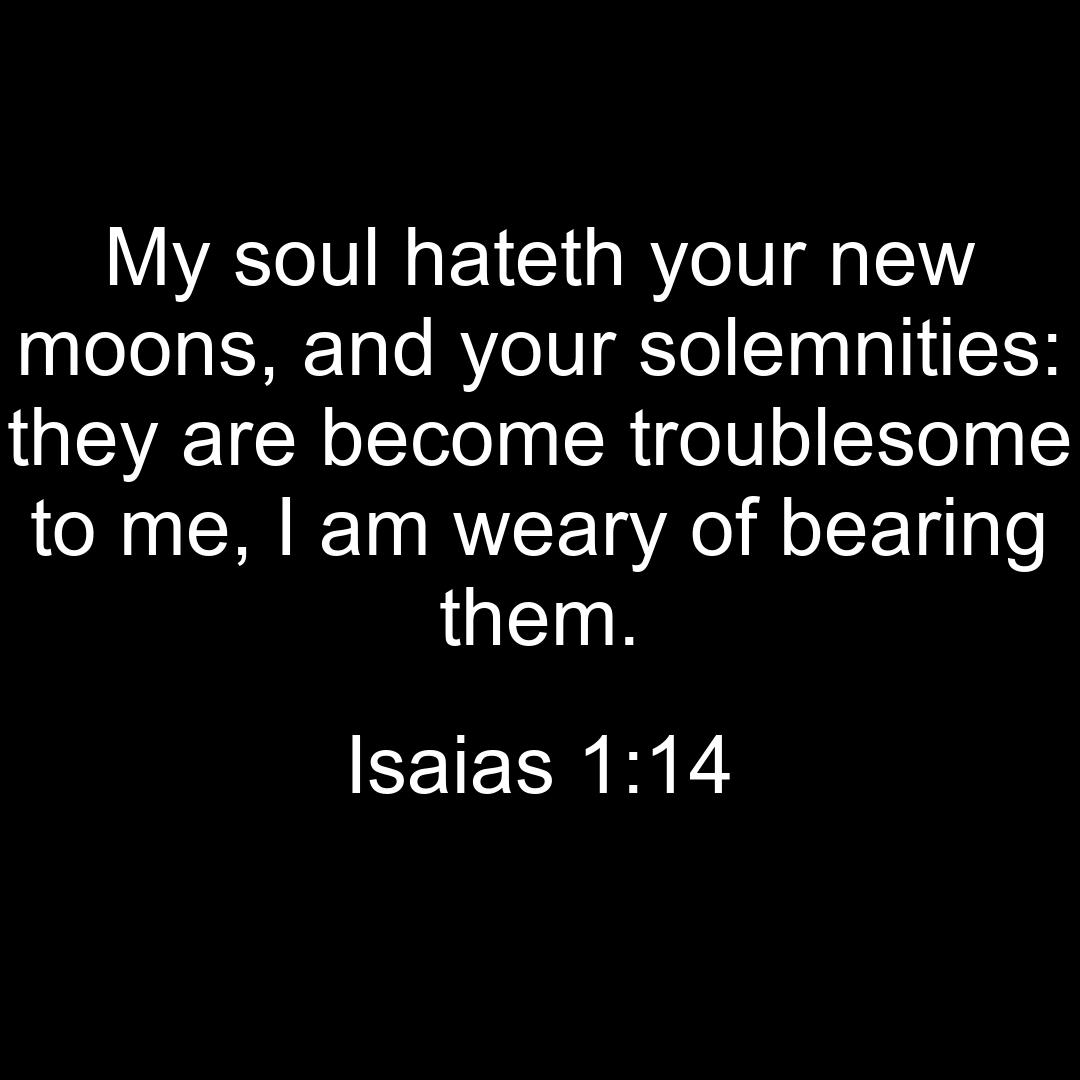 My soul hateth your new
moons, and your solemnities:
they are become troublesome
to me, I am weary of bearing
them.
Isaias 1:14